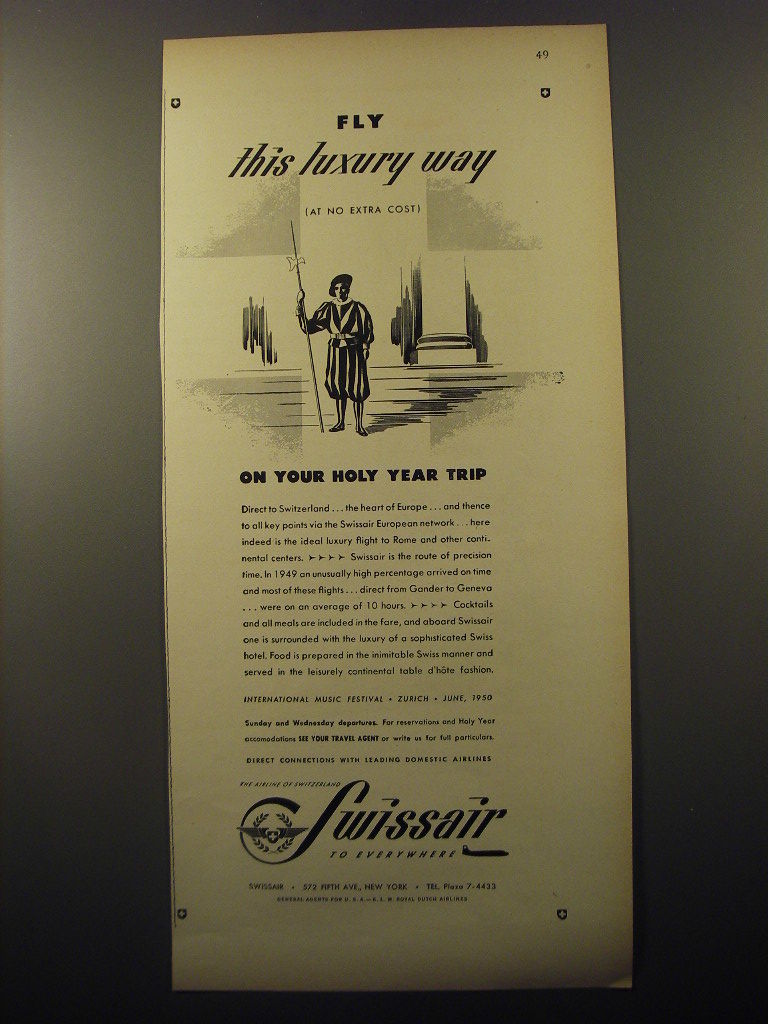 49
FLY
this luxury way
(AT NO EXTRA COST)
ON YOUR HOLY YEAR TRIP
Direct to Switzerland . . . the heart of Europe . . . and thence
to all key points via the Swissair European network . . . here
indeed is the ideal luxury flight to Rome and other conti-
nental centers. Swissair is the route of precision
time. In 1949 an unusually high percentage arrived on time
and most of these flights . . . direct from Gander to Geneva
. . . were on an average of 10 hours. Cocktails
and all meals are included in the fare, and aboard Swissair
one is surrounded with the luxury of a sophisticated Swiss
hotel. Food is prepared in the inimitable Swiss manner and
served in the leisurely continental table d'hôte fashion.
INTERNATIONAL MUSIC FESTIVAL • ZURICH • JUNE, 1950
Sunday and Wednesday departures. For reservations and Holy Year
accomodations SEE YOUR TRAVEL AGENT or write us for full particulars.
DIRECT CONNECTIONS WITH LEADING DOMESTIC AIRLINES
THE AIRLINE OF SWITZERLAND
Swissair
TO EVERYWHERE
SWISSAIR • 572 FIFTH AVE., NEW YORK • TEL. Plaza 7-4433
GENERAL AGENTS FOR U.S.A.—K.L.M. ROYAL DUTCH AIRLINES